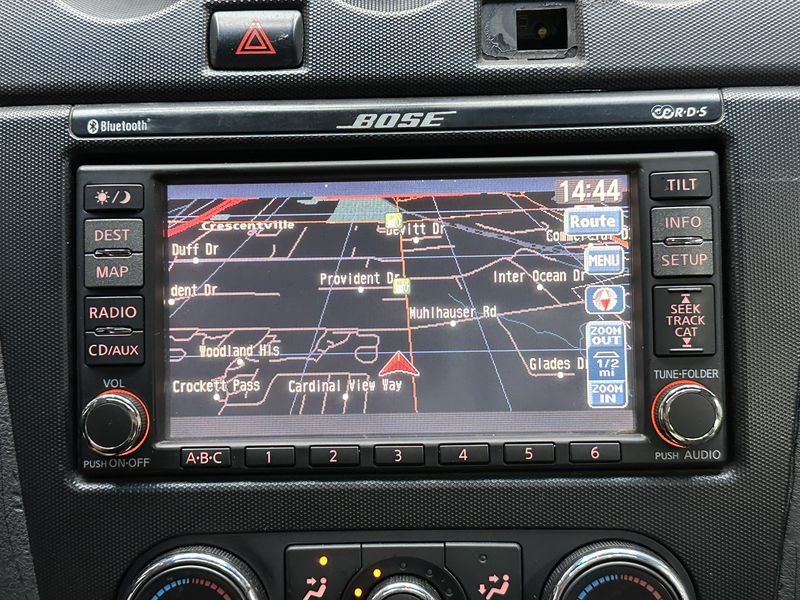 Bluetooth®
BOSE
R·D·S
14:44
TILT
Crescentville
Devitt Dr
Route
INFO
DEST
Duff Dr
MENU
SETUP
MAP
Provident Dr
Inter Ocean Dr
dent Dr
RADIO
Muhlhauser Rd
SEEK
TRACK
CAT
ZOOM
OUT
CD/AUX
Woodland Hls
Glades D
1/2
mi
VOL
Crockett Pass
Cardinal View Way
ZOOM
IN
TUNE·FOLDER
PUSH ON·OFF
A·B·C
1
2
3
4
5
6
PUSH AUDIO